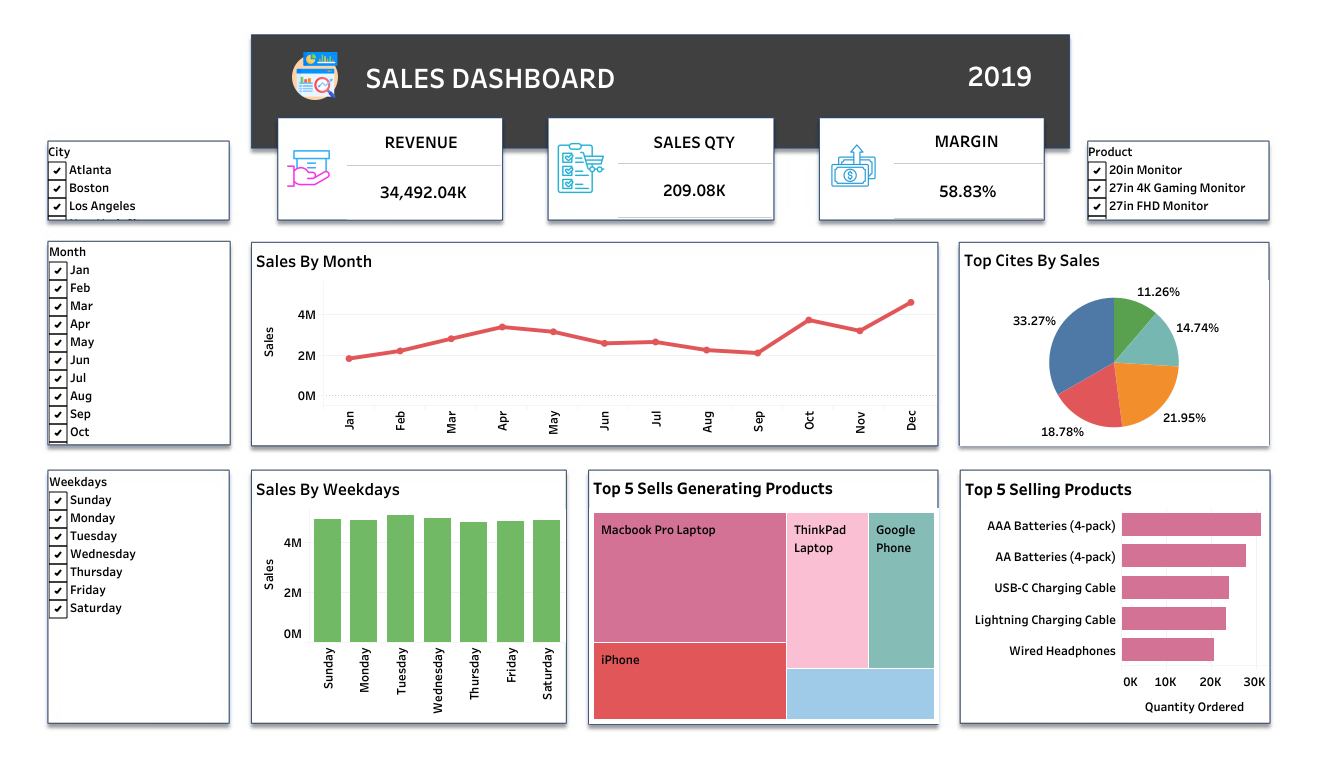 SALES DASHBOARD
2019
REVENUE
34,492.04K
SALES QTY
209.08K
MARGIN
58.83%
City
Atlanta
Boston
Los Angeles
Product
20in Monitor
27in 4K Gaming Monitor
27in FHD Monitor
Month
Jan
Feb
Mar
Apr
May
Jun
Jul
Aug
Sep
Oct
Sales By Month
Sales
4M
2M
0M
Jan
Feb
Mar
Apr
May
Jun
Jul
Aug
Sep
Oct
Nov
Dec
Top Cites By Sales
11.26%
14.74%
21.95%
18.78%
33.27%
Weekdays
Sunday
Monday
Tuesday
Wednesday
Thursday
Friday
Saturday
Sales By Weekdays
Sales
4M
2M
0M
Sunday
Monday
Tuesday
Wednesday
Thursday
Friday
Saturday
Top 5 Sells Generating Products
Macbook Pro Laptop
ThinkPad
Laptop
Google
Phone
iPhone
Top 5 Selling Products
AAA Batteries (4-pack)
AA Batteries (4-pack)
USB-C Charging Cable
Lightning Charging Cable
Wired Headphones
0K
10K
20K
30K
Quantity Ordered